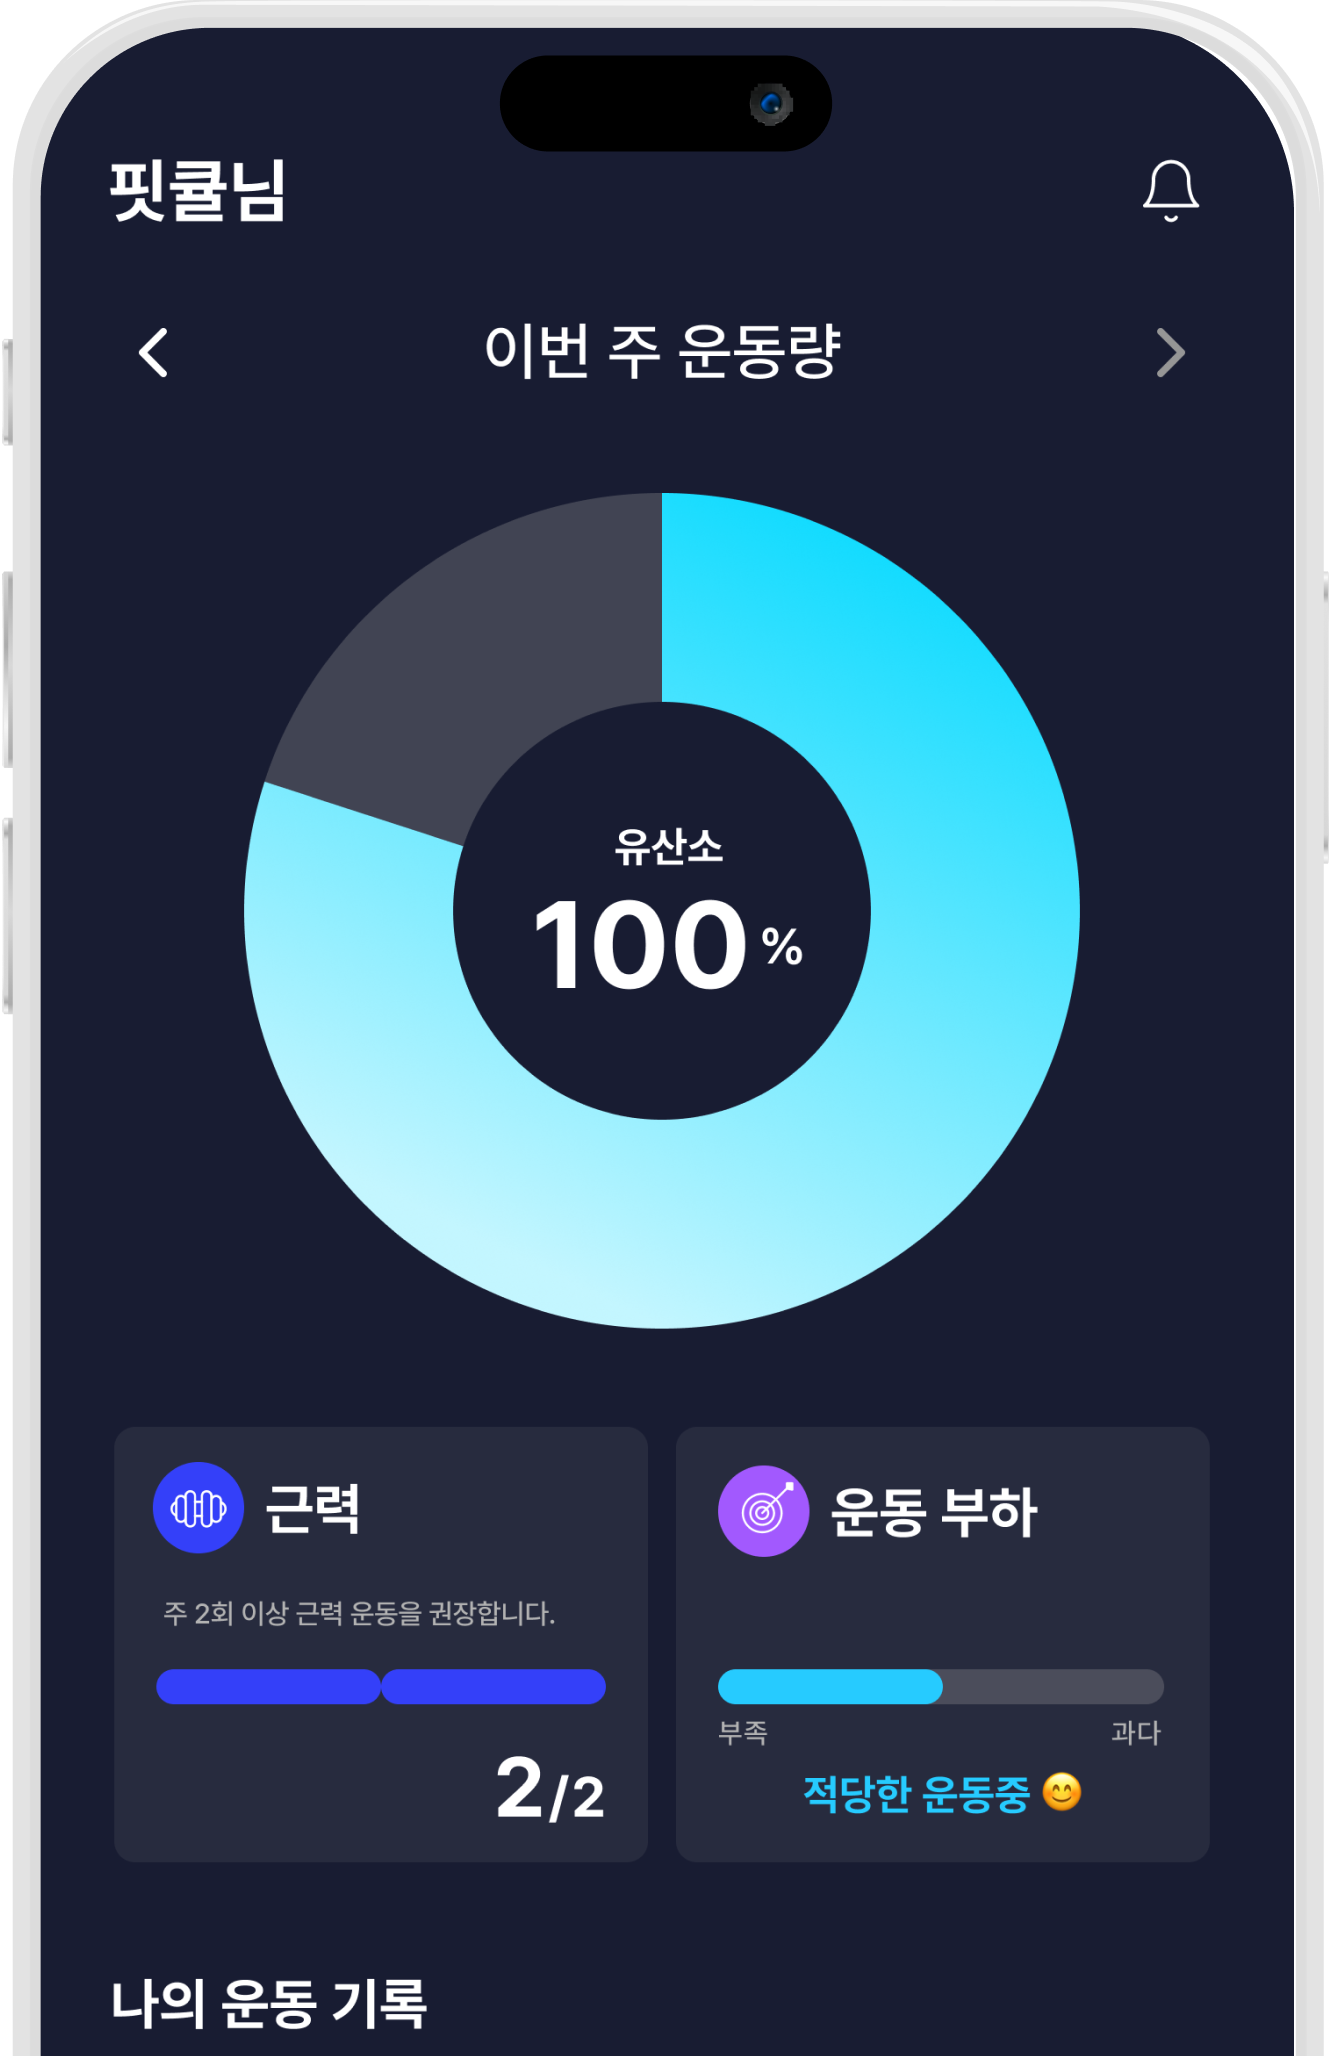 핏큘님
이번 주 운동량
유산소
100 %
근력
주 2회 이상 근력 운동을 권장합니다.
2/2
운동 부하
부족 과다
적당한 운동중 😊
나의 운동 기록